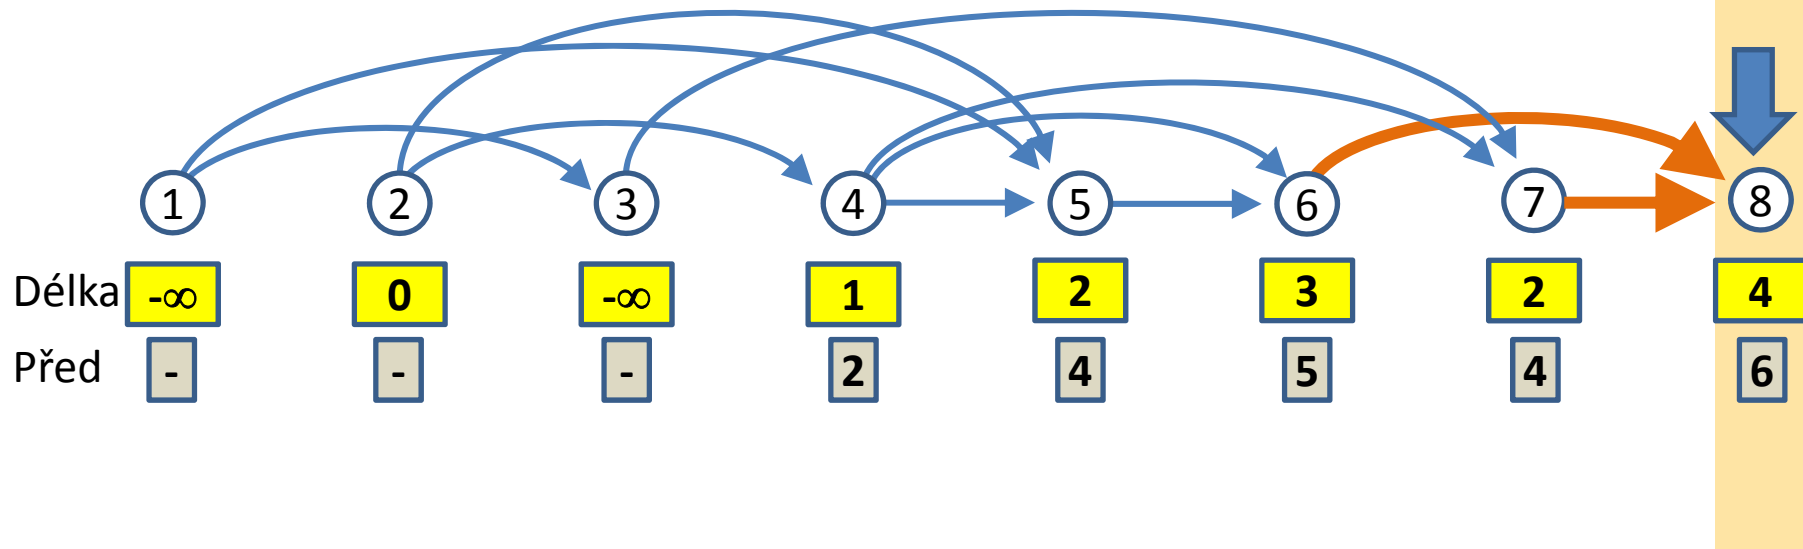 1 2 3 4 5 6 7 8
Délka -∞ 0 -∞ 1 2 3 2 4
Před - - - 2 4 5 4 6